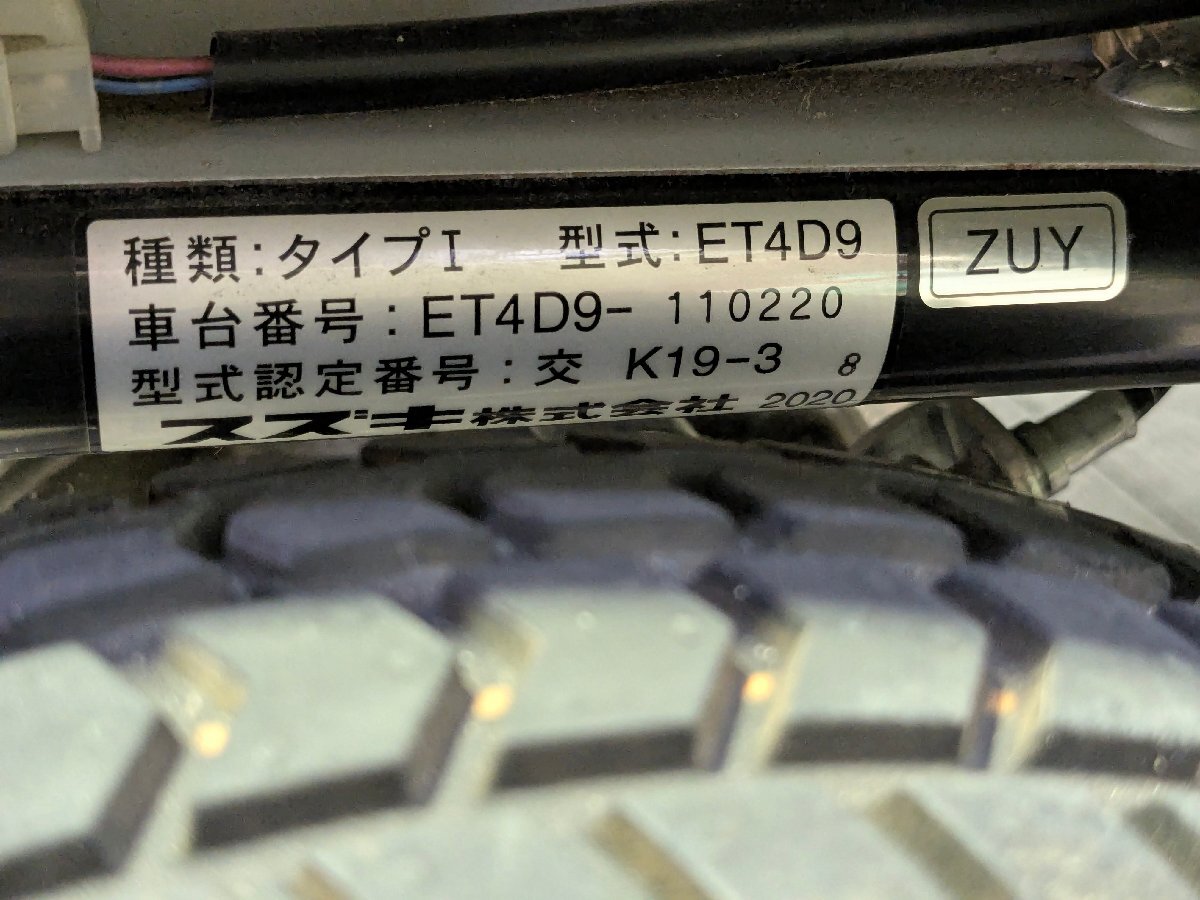 種類：タイプI 型式：ET4D9
車台番号：ET4D9- 110220
型式認定番号：交 K19-3 8
スズキ株式会社 2020
ZUY